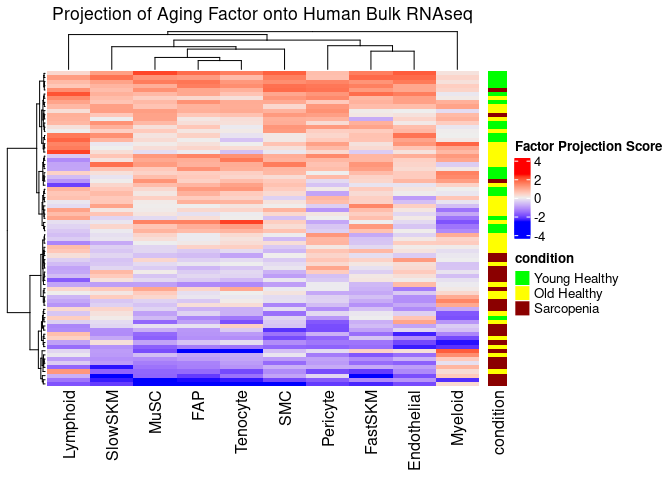 Projection of Aging Factor onto Human Bulk RNAseq
Factor Projection Score
4
2
0
-2
-4
condition
Young Healthy
Old Healthy
Sarcopenia
Lymphoid
SlowSKM
MuSC
FAP
Tenocyte
SMC
Pericyte
FastSKM
Endothelial
Myeloid
condition